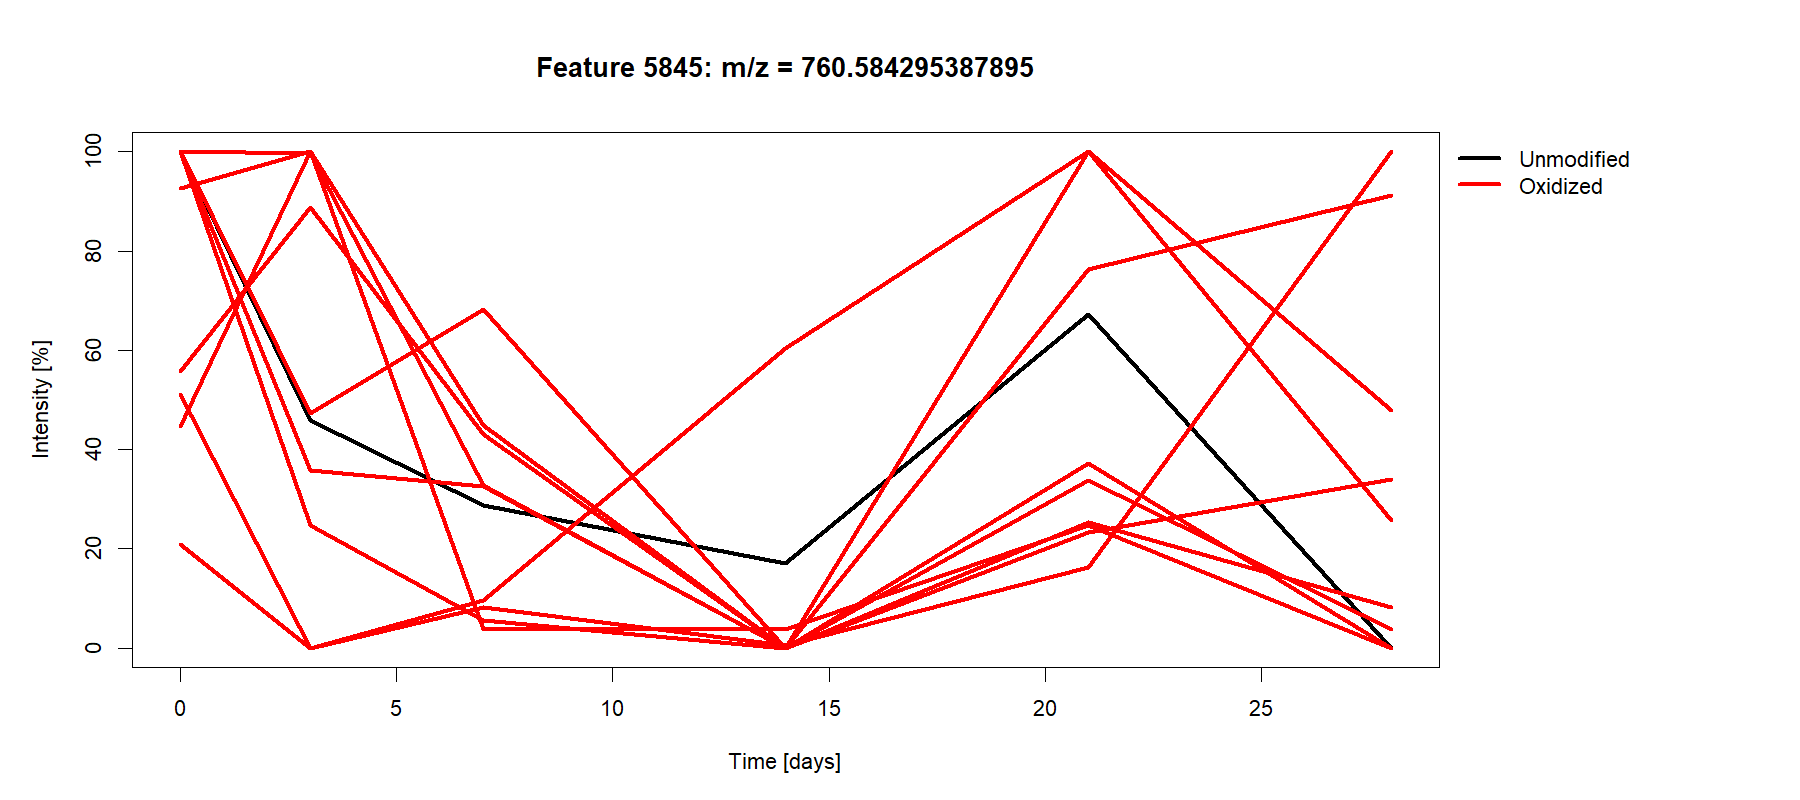 Feature 5845: m/z = 760.584295387895
Unmodified
Oxidized
Intensity [%]
100
80
60
40
20
0
0 5 10 15 20 25
Time [days]